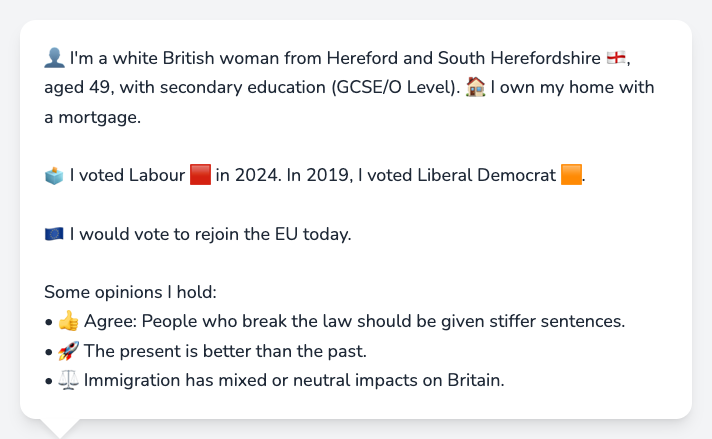 👤 I'm a white British woman from Hereford and South Herefordshire 🏴󠁧󠁢󠁥󠁮󠁧󠁿,
aged 49, with secondary education (GCSE/O Level). 🏠 I own my home with
a mortgage.
🗳️ I voted Labour 🟥 in 2024. In 2019, I voted Liberal Democrat 🟧.
🇪🇺 I would vote to rejoin the EU today.
Some opinions I hold:
• 👍 Agree: People who break the law should be given stiffer sentences.
• 🚀 The present is better than the past.
• ⚖️ Immigration has mixed or neutral impacts on Britain.